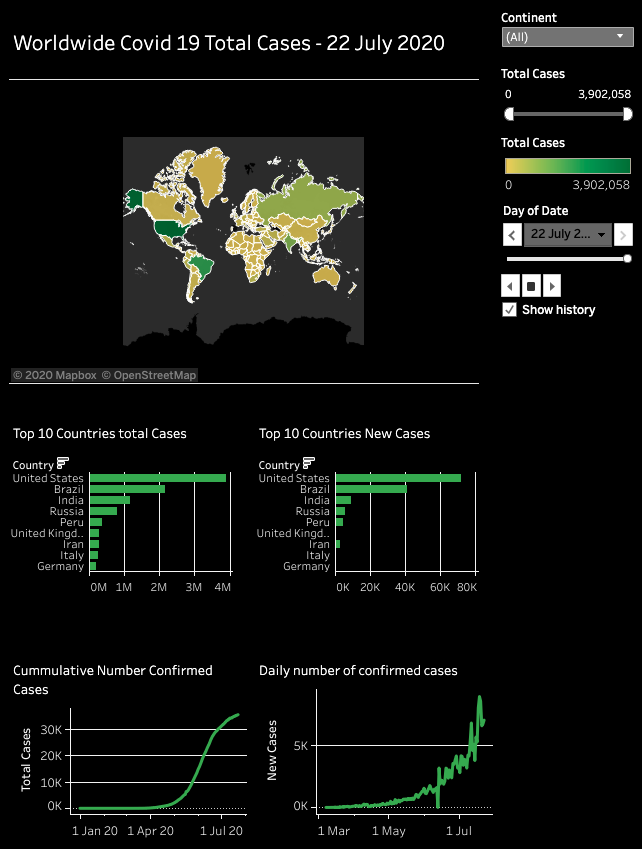 Worldwide Covid 19 Total Cases - 22 July 2020
Continent
(All)
Total Cases
0 3,902,058
Total Cases
0 3,902,058
Day of Date
22 July 2...
Show history
© 2020 Mapbox © OpenStreetMap
Top 10 Countries total Cases
Country
United States
Brazil
India
Russia
Peru
United Kingd..
Iran
Italy
Germany
0M 1M 2M 3M 4M
Top 10 Countries New Cases
Country
United States
Brazil
India
Russia
Peru
United Kingd..
Iran
Italy
Germany
0K 20K 40K 60K 80K
Cummulative Number Confirmed
Cases
Total Cases
30K
20K
10K
0K
1 Jan 20 1 Apr 20 1 Jul 20
Daily number of confirmed cases
New Cases
5K
0K
1 Mar 1 May 1 Jul